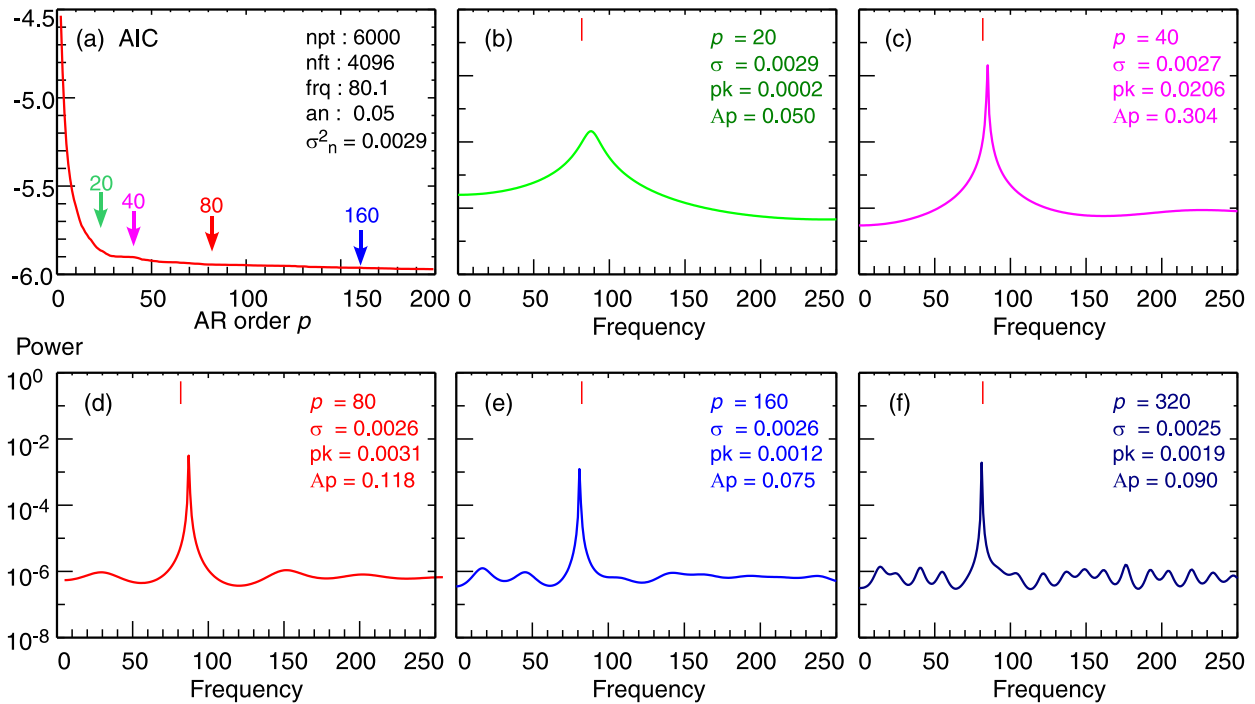 (a) AIC
npt : 6000
nft : 4096
frq : 80.1
an : 0.05
σ²ₙ = 0.0029
20
40
80
160
-4.5
-5.0
-5.5
-6.0
0 50 100 150 200
AR order p
(b)
p = 20
σ = 0.0029
pk = 0.0002
Ap = 0.050
0 50 100 150 200 250
Frequency
(c)
p = 40
σ = 0.0027
pk = 0.0206
Ap = 0.304
0 50 100 150 200 250
Frequency
Power
10⁰
10⁻²
10⁻⁴
10⁻⁶
10⁻⁸
(d)
p = 80
σ = 0.0026
pk = 0.0031
Ap = 0.118
0 50 100 150 200 250
Frequency
(e)
p = 160
σ = 0.0026
pk = 0.0012
Ap = 0.075
0 50 100 150 200 250
Frequency
(f)
p = 320
σ = 0.0025
pk = 0.0019
Ap = 0.090
0 50 100 150 200 250
Frequency